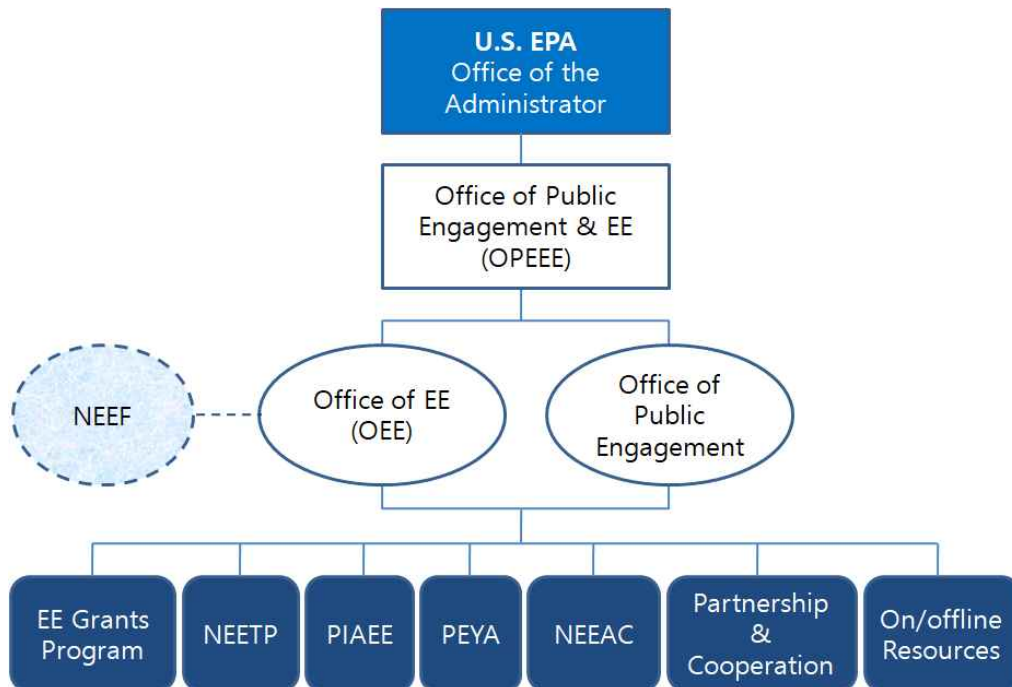 U.S. EPA
Office of the
Administrator
Office of Public
Engagement & EE
(OPEEE)
NEEF
Office of EE
(OEE)
Office of
Public
Engagement
EE Grants
Program
NEETP
PIAEE
PEYA
NEEAC
Partnership
&
Cooperation
On/offline
Resources